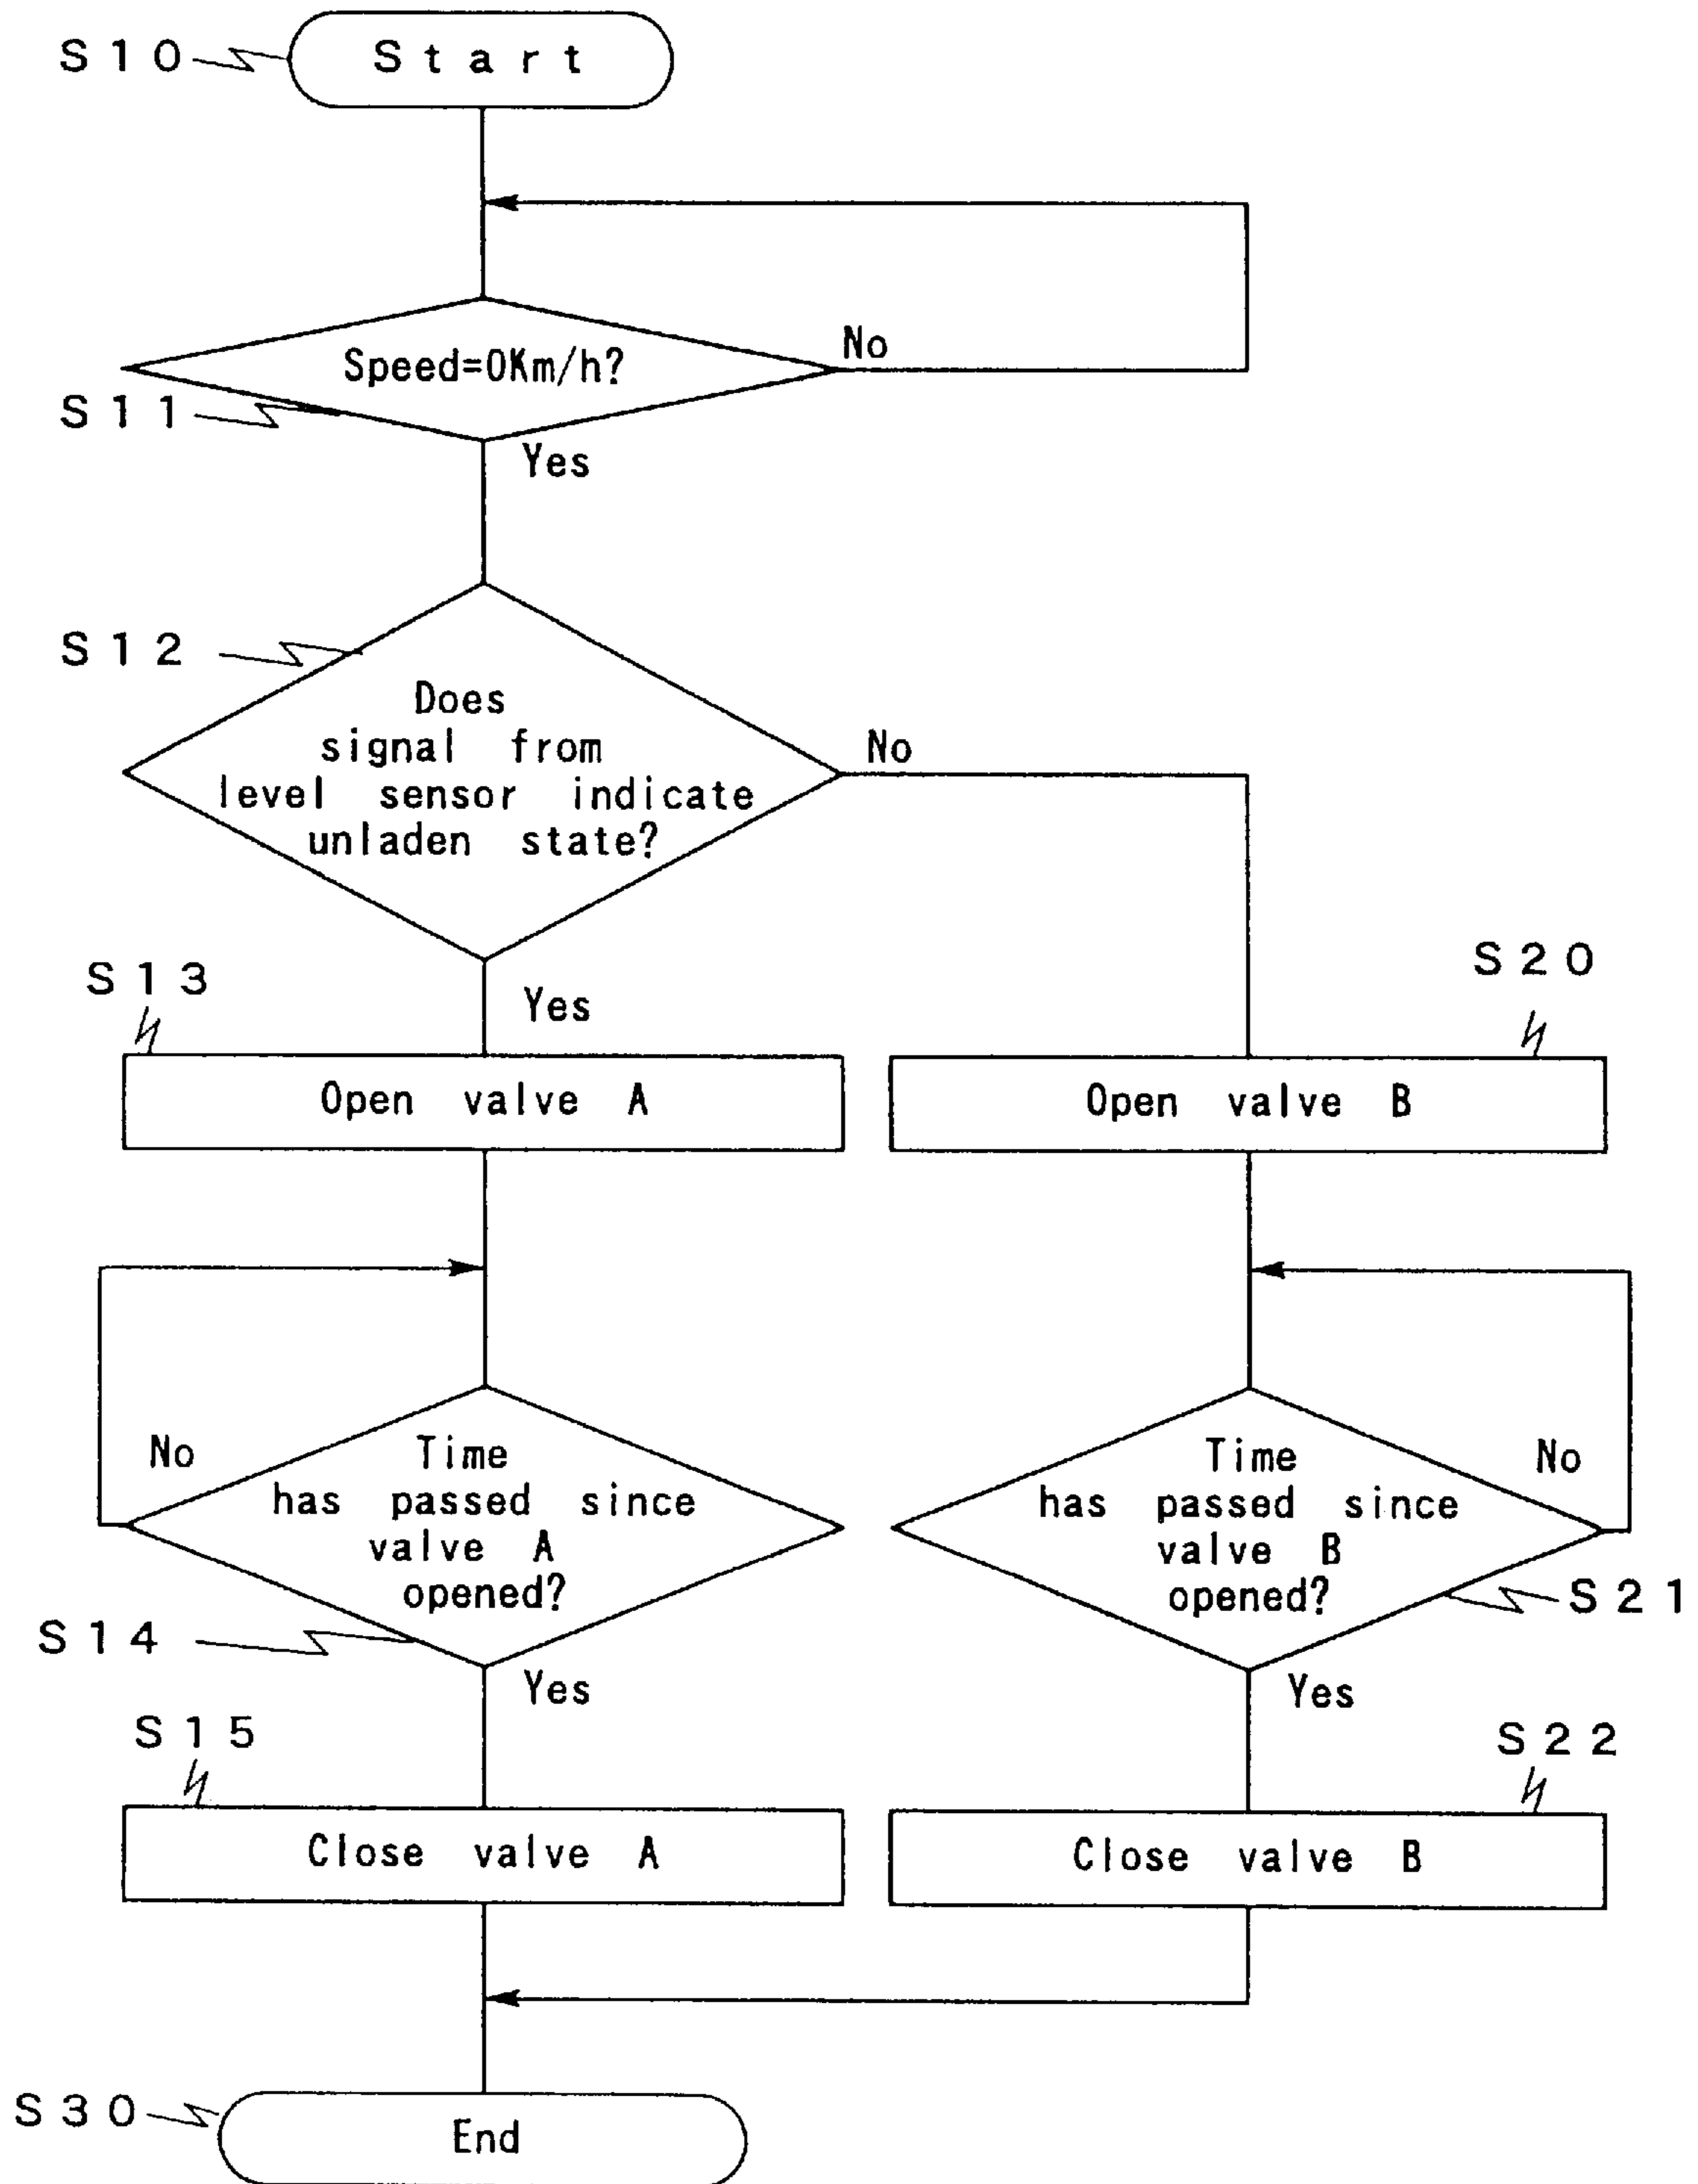 S10
Start
Speed=0Km/h?
No
S11
Yes
S12
Does
signal from
level sensor indicate
unladen state?
No
S13
Yes
S20
Open valve A
Open valve B
No
Time
has passed since
valve A
opened?
Time
has passed since
valve B
opened?
No
S14
S21
Yes
Yes
S15
S22
Close valve A
Close valve B
S30
End